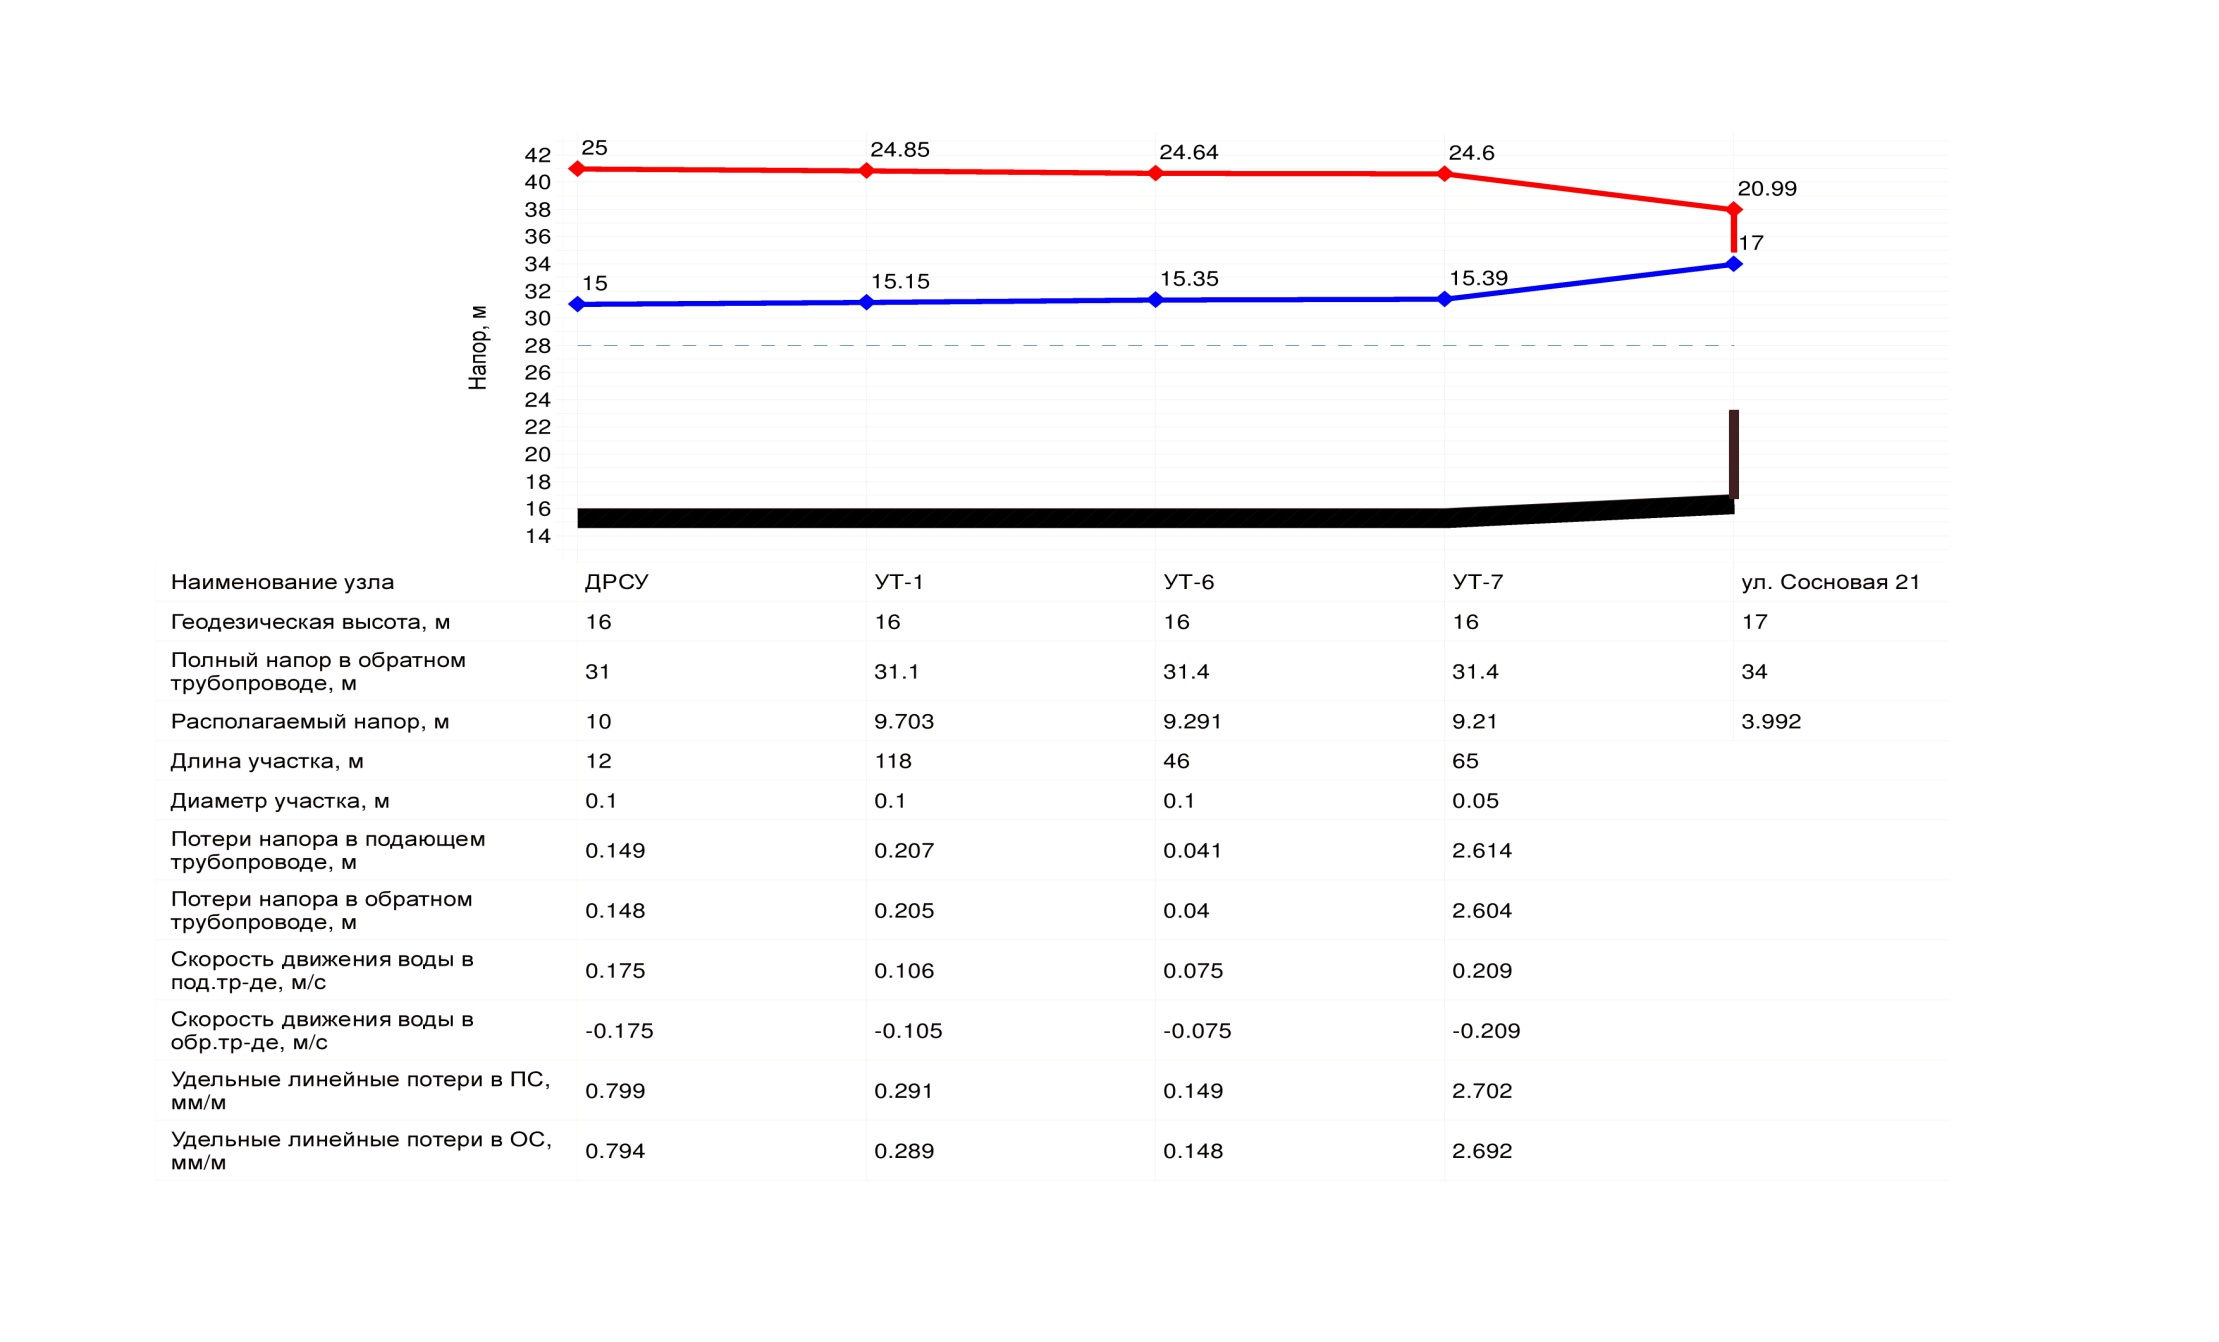 25
24.85
24.64
24.6
20.99
17
15
15.15
15.35
15.39
Напор, м
42
40
38
36
34
32
30
28
26
24
22
20
18
16
14
Наименование узла ДРСУ УТ-1 УТ-6 УТ-7 ул. Сосновая 21
Геодезическая высота, м 16 16 16 16 17
Полный напор в обратном
трубопроводе, м
31 31.1 31.4 31.4 34
Располагаемый напор, м 10 9.703 9.291 9.21 3.992
Длина участка, м 12 118 46 65
Диаметр участка, м 0.1 0.1 0.1 0.05
Потери напора в подающем
трубопроводе, м
0.149 0.207 0.041 2.614
Потери напора в обратном
трубопроводе, м
0.148 0.205 0.04 2.604
Скорость движения воды в
под.тр-де, м/с
0.175 0.106 0.075 0.209
Скорость движения воды в
обр.тр-де, м/с
-0.175 -0.105 -0.075 -0.209
Удельные линейные потери в ПС,
мм/м
0.799 0.291 0.149 2.702
Удельные линейные потери в ОС,
мм/м
0.794 0.289 0.148 2.692